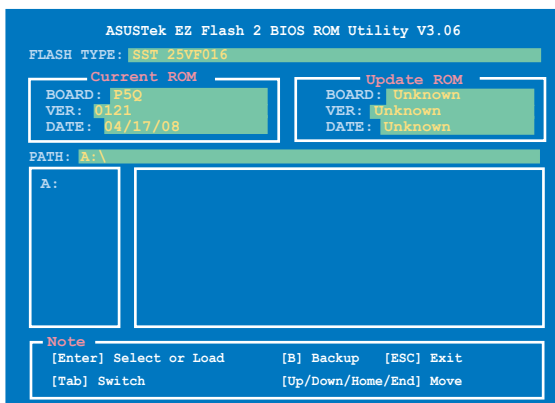 ASUSTek EZ Flash 2 BIOS ROM Utility V3.06
FLASH TYPE: SST 25VF016
Current ROM
BOARD: P5Q
VER: 0121
DATE: 04/17/08
Update ROM
BOARD: Unknown
VER: Unknown
DATE: Unknown
PATH: A:\
A:
Note
[Enter] Select or Load [B] Backup [ESC] Exit
[Tab] Switch [Up/Down/Home/End] Move